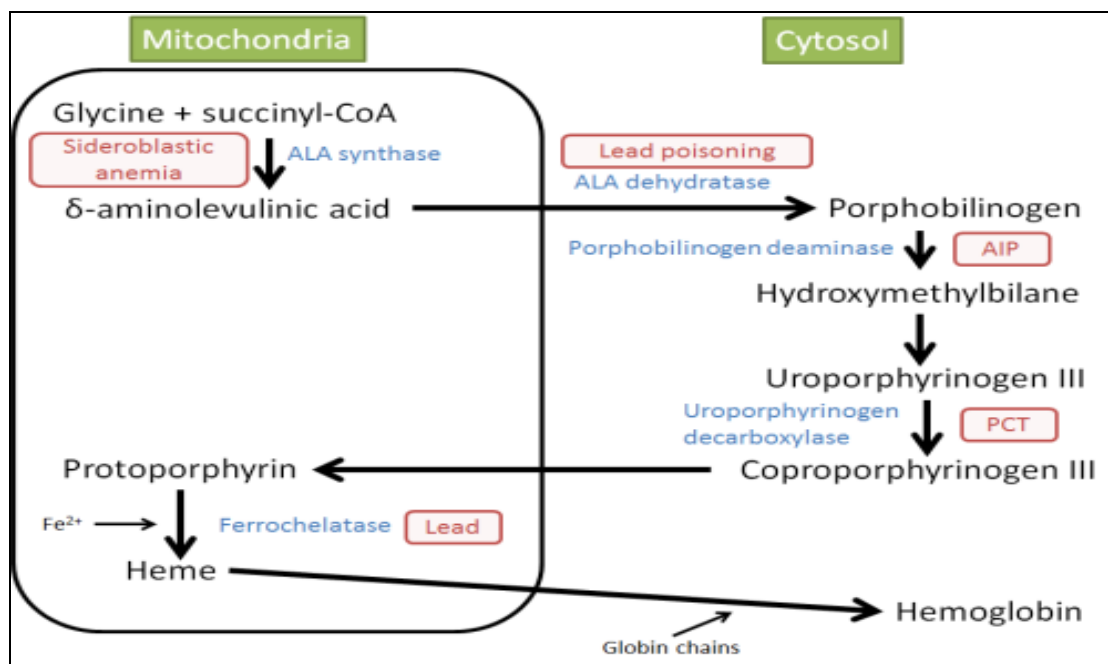 Mitochondria
Cytosol
Glycine + succinyl-CoA
Sideroblastic
anemia
ALA synthase
Lead poisoning
ALA dehydratase
δ-aminolevulinic acid
Porphobilinogen
Porphobilinogen deaminase
AIP
Hydroxymethylbilane
Uroporphyrinogen III
Uroporphyrinogen
decarboxylase
PCT
Protoporphyrin
Coproporphyrinogen III
Fe²⁺
Ferrochelatase
Lead
Heme
Hemoglobin
Globin chains